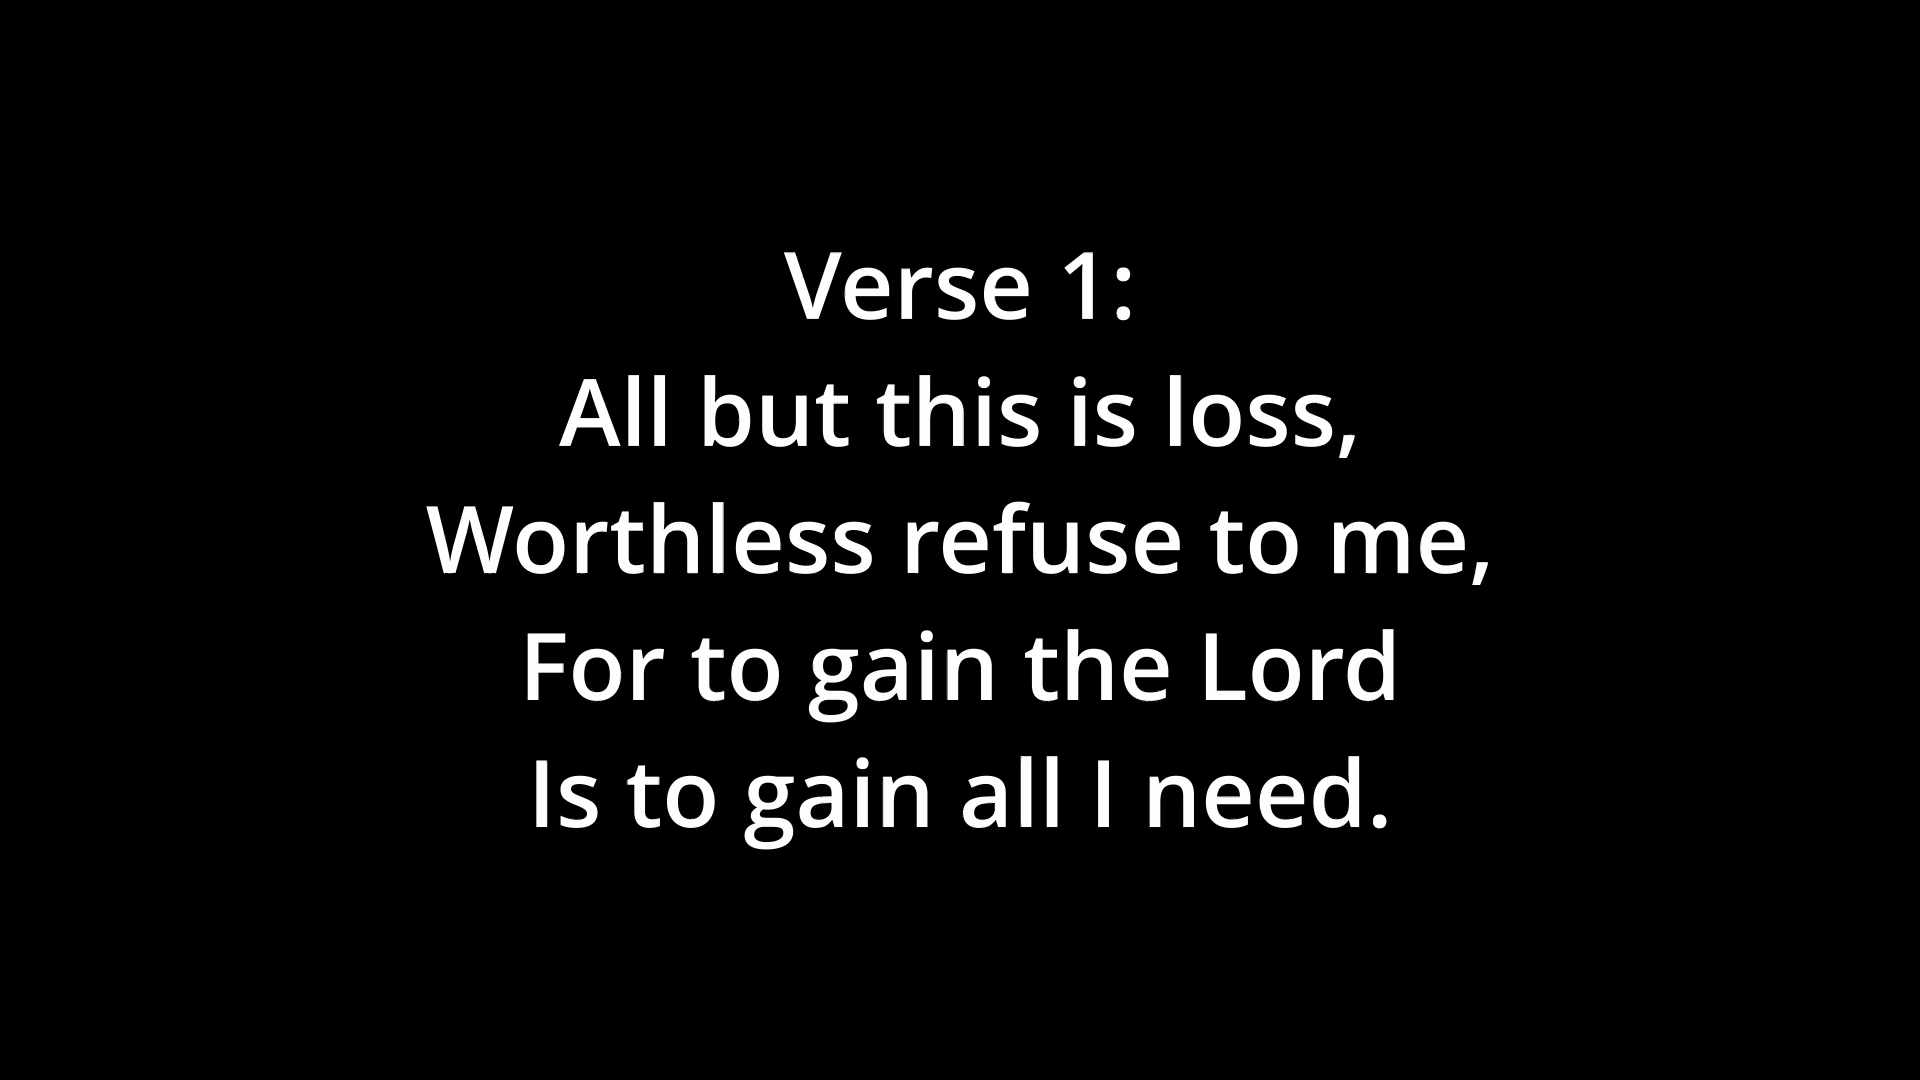 Verse 1:
All but this is loss,
Worthless refuse to me,
For to gain the Lord
Is to gain all I need.